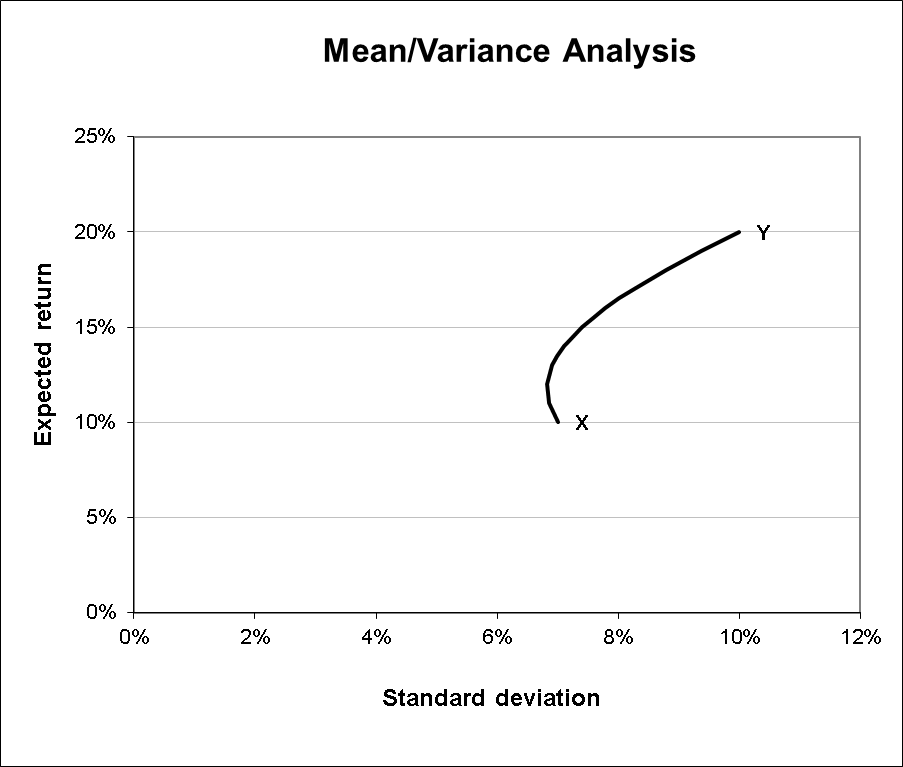 Mean/Variance Analysis
25%
20%
15%
10%
5%
0%
Expected return
Y
X
0% 2% 4% 6% 8% 10% 12%
Standard deviation